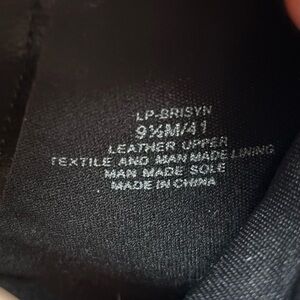 LP-BRISYN
9½M/41
LEATHER UPPER
TEXTILE AND MAN MADE LINING
MAN MADE SOLE
MADE IN CHINA